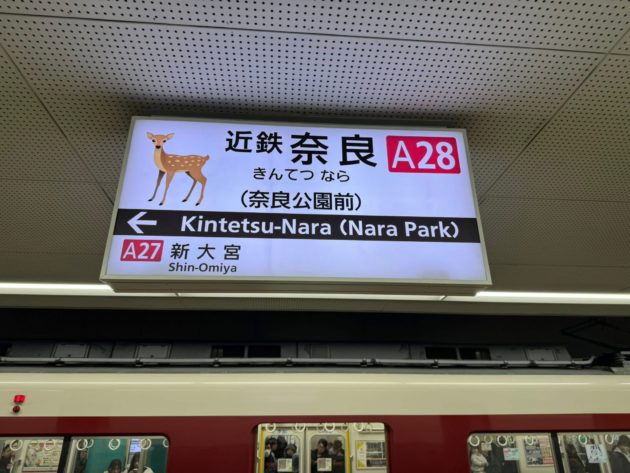 近鉄 奈良 A28
きんてつ なら
(奈良公園前)
← Kintetsu-Nara (Nara Park)
A27 新大宮
Shin-Omiya